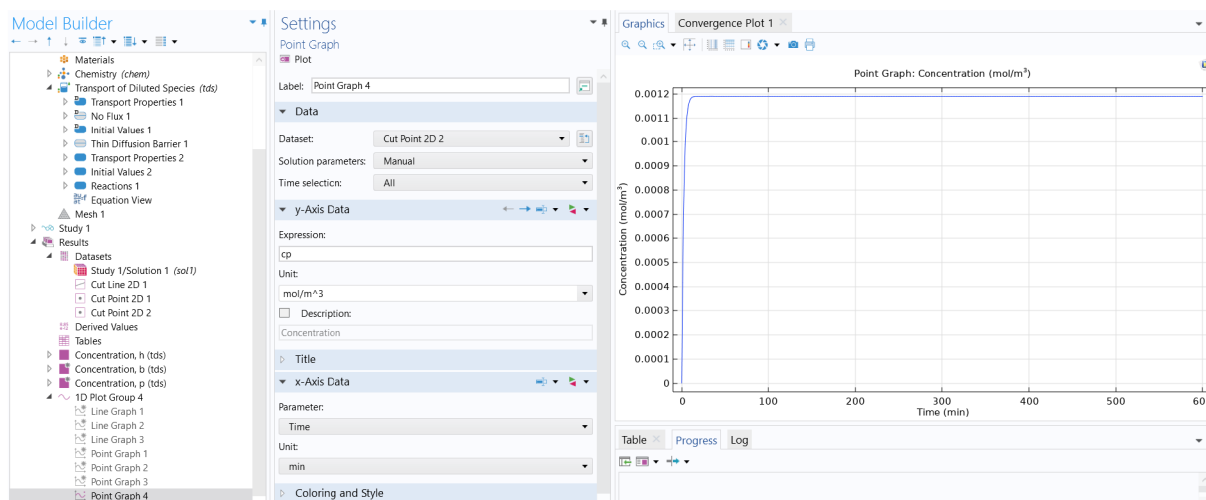 Model Builder
Materials
Chemistry (chem)
Transport of Diluted Species (tds)
Transport Properties 1
No Flux 1
Initial Values 1
Thin Diffusion Barrier 1
Transport Properties 2
Initial Values 2
Reactions 1
Equation View
Mesh 1
Study 1
Results
Datasets
Study 1/Solution 1 (sol1)
Cut Line 2D 1
Cut Point 2D 1
Cut Point 2D 2
Derived Values
Tables
Concentration, h (tds)
Concentration, b (tds)
Concentration, p (tds)
1D Plot Group 4
Line Graph 1
Line Graph 2
Line Graph 3
Point Graph 1
Point Graph 2
Point Graph 3
Point Graph 4
Settings
Point Graph
Plot
Label: Point Graph 4
Data
Dataset: Cut Point 2D 2
Solution parameters: Manual
Time selection: All
y-Axis Data
Expression:
cp
Unit:
mol/m^3
Description:
Concentration
Title
x-Axis Data
Parameter:
Time
Unit:
min
Coloring and Style
Graphics Convergence Plot 1
Point Graph: Concentration (mol/m³)
Concentration (mol/m³)
0.0012
0.0011
0.001
0.0009
0.0008
0.0007
0.0006
0.0005
0.0004
0.0003
0.0002
0.0001
0
0 100 200 300 400 500 60
Time (min)
Table Progress Log